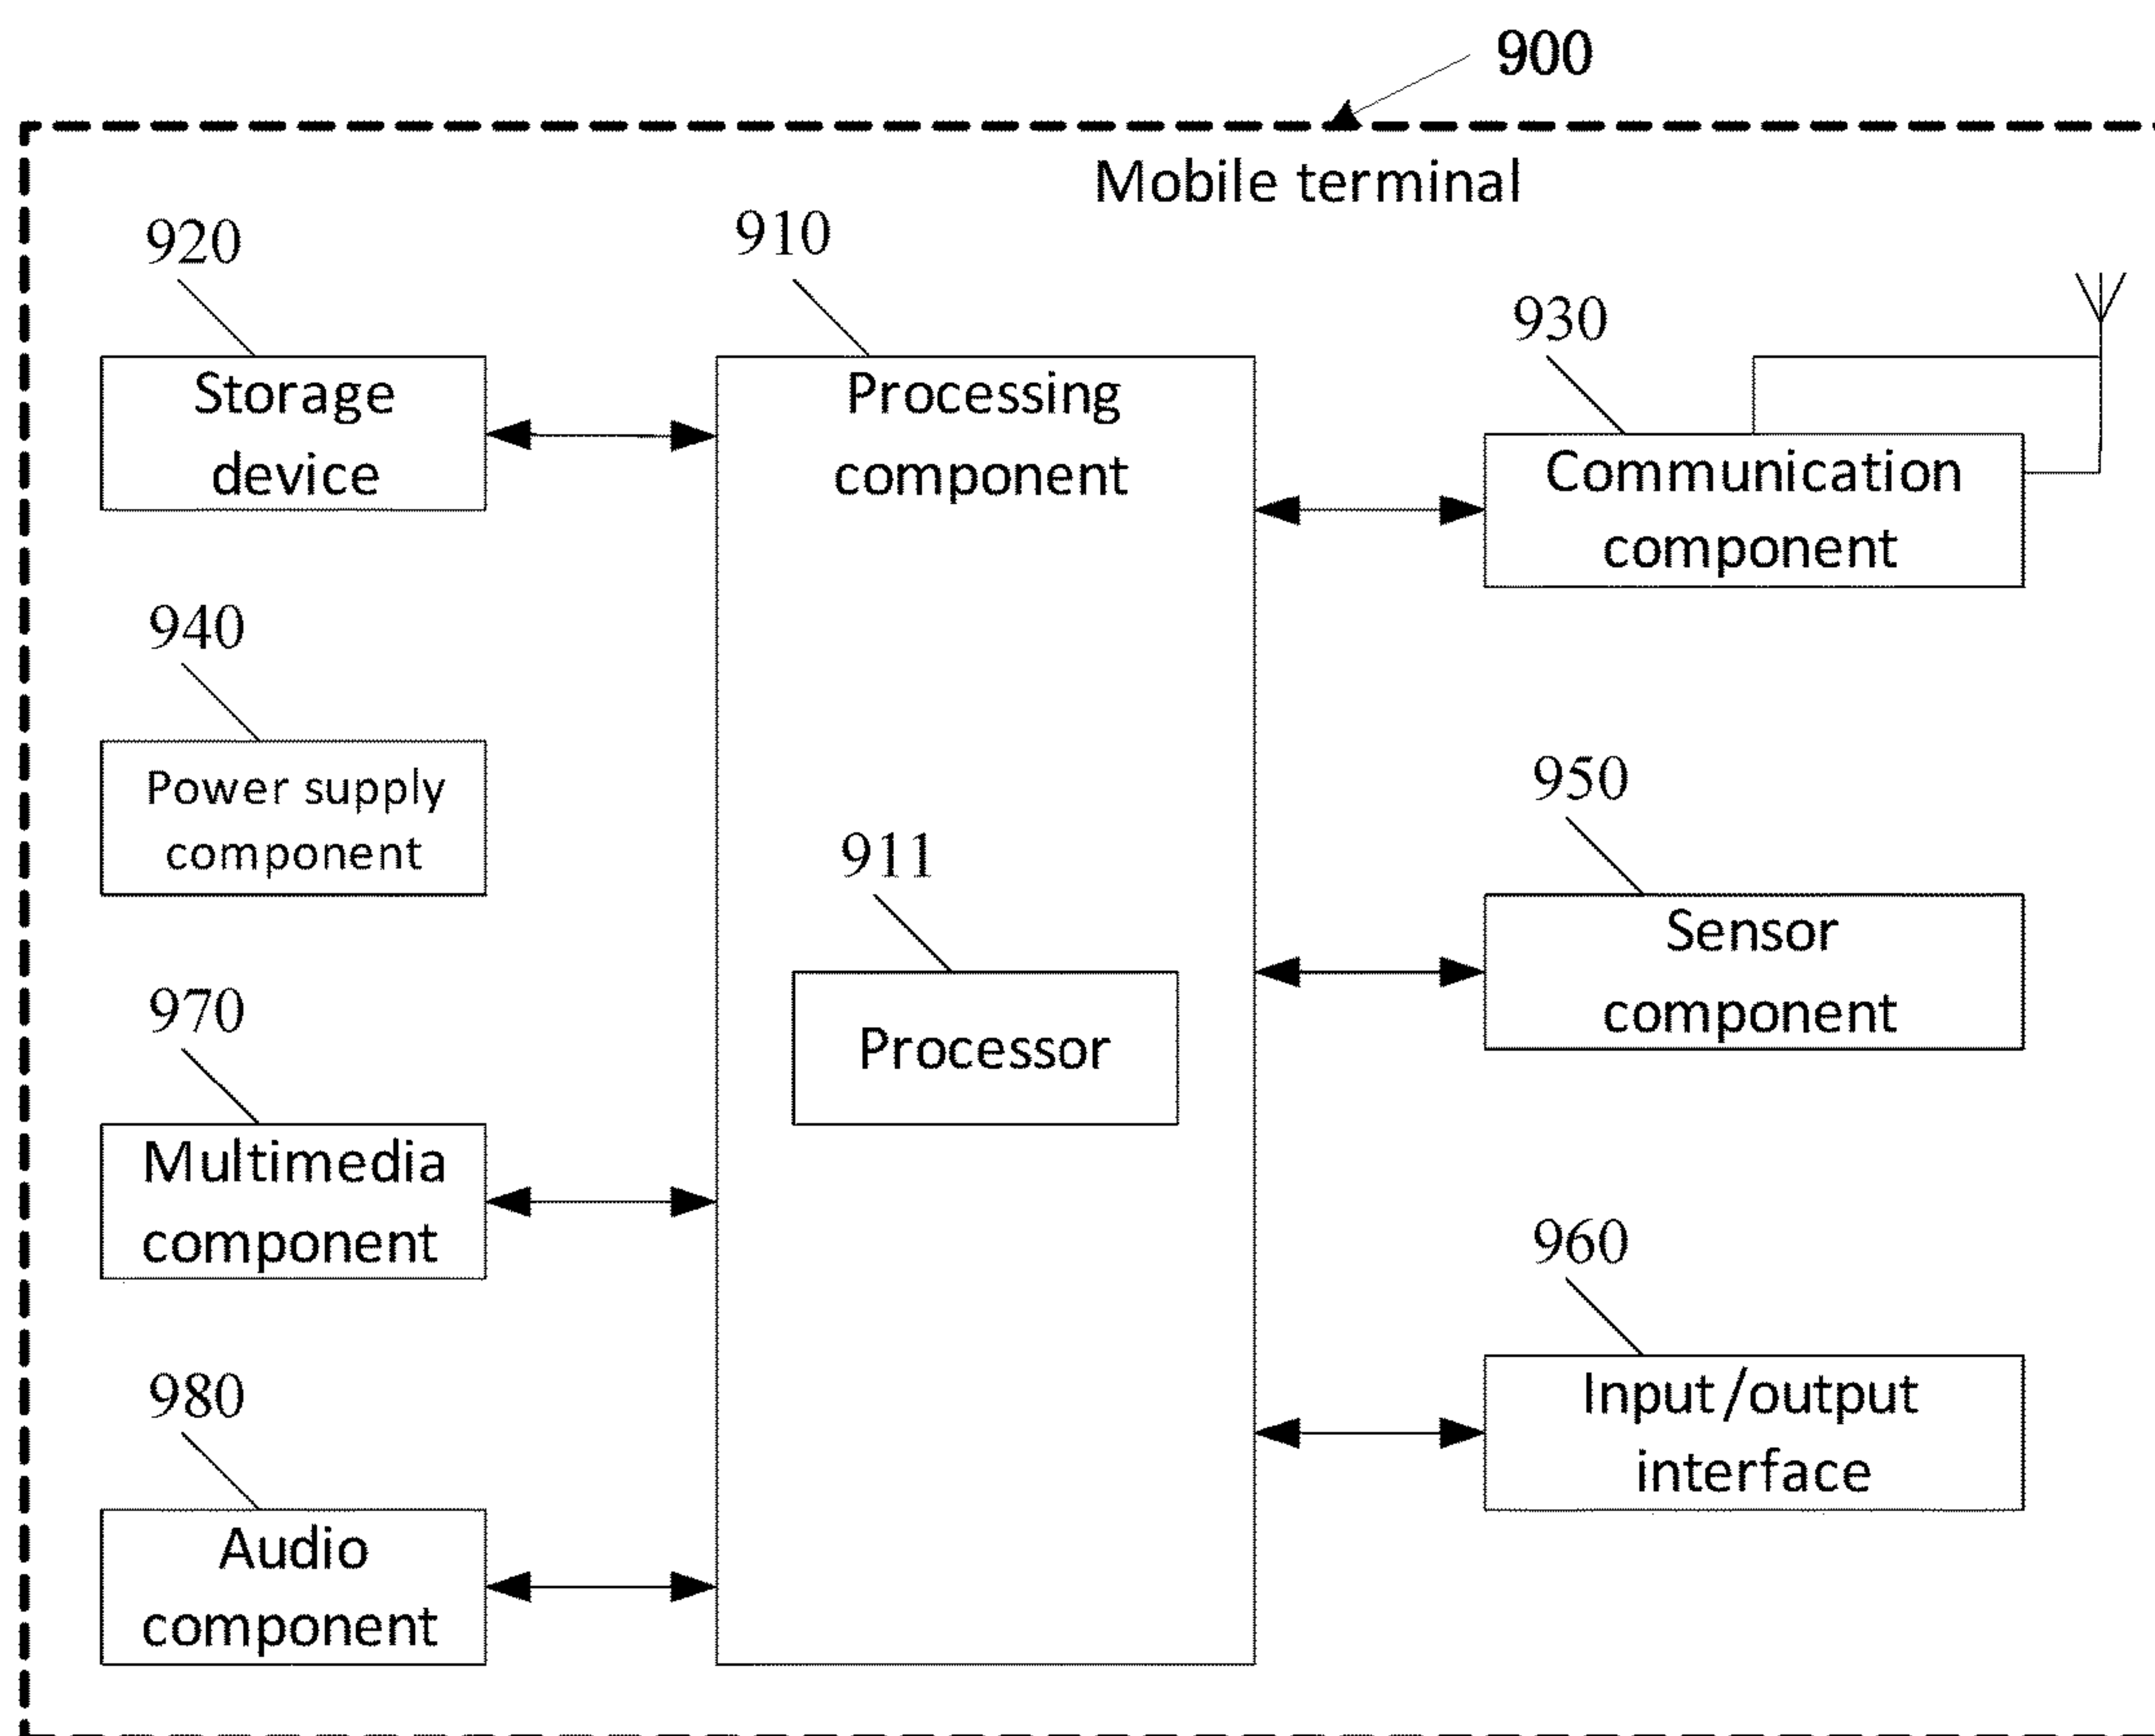 900
Mobile terminal
920
910
930
Storage
device
Processing
component
Communication
component
940
950
Power supply
component
911
Sensor
component
970
Processor
Multimedia
component
960
980
Input/output
interface
Audio
component